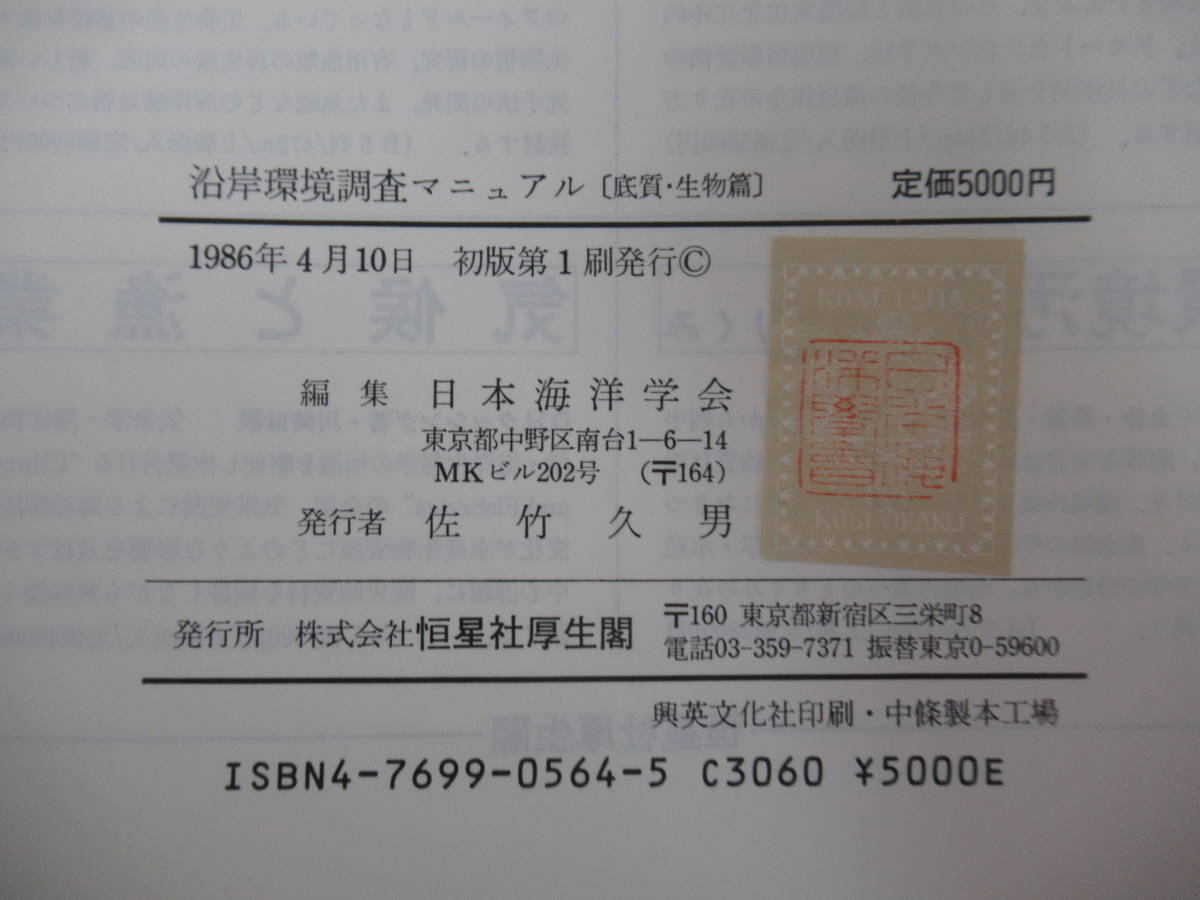 沿岸環境調査マニュアル〔底質・生物篇〕 定価5000円
1986年4月10日 初版第1刷発行©
KOSEISHA
編集 日本海洋学会
東京都中野区南台1—6—14
MKビル202号 (〒164)
発行者 佐竹久男
KOSEIKAKU
発行所 株式会社恒星社厚生閣
〒160 東京都新宿区三栄町8
電話03-359-7371 振替東京0-59600
興英文化社印刷・中條製本工場
ISBN4-7699-0564-5 C3060 ¥5000E